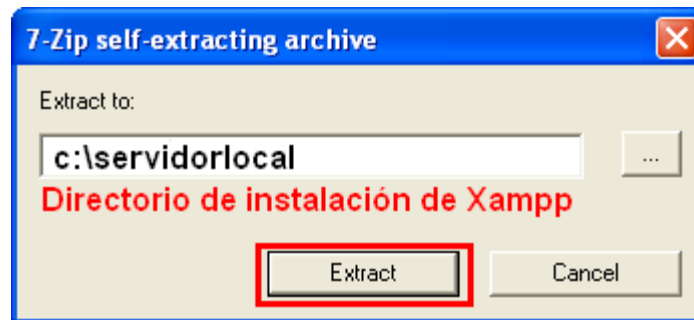 7-Zip self-extracting archive
Extract to:
c:\servidorlocal
...
Directorio de instalación de Xampp
Extract
Cancel